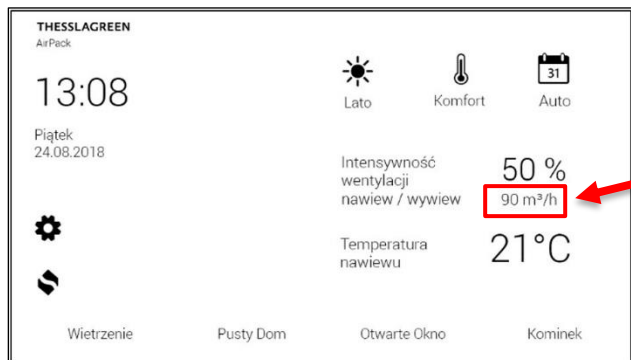 THESSLAGREEN
AirPack
13:08
Piątek
24.08.2018
31
Lato
Komfort
Auto
Intensywność
wentylacji
nawiew / wywiew
50 %
90 m³/h
Temperatura
nawiewu
21°C
Wietrzenie
Pusty Dom
Otwarte Okno
Kominek